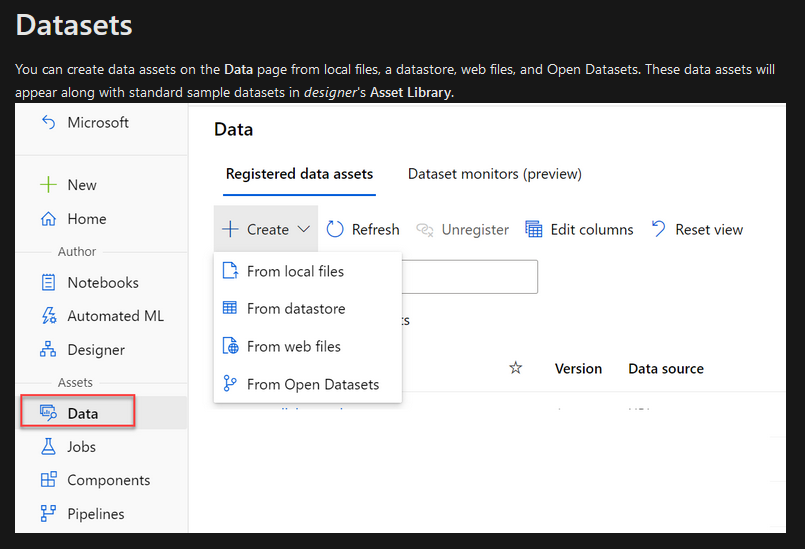 Datasets
You can create data assets on the Data page from local files, a datastore, web files, and Open Datasets. These data assets will
appear along with standard sample datasets in designer's Asset Library.
Microsoft
New
Home
Author
Notebooks
Automated ML
Designer
Assets
Data
Jobs
Components
Pipelines
Data
Registered data assets
Dataset monitors (preview)
Create
Refresh
Unregister
Edit columns
Reset view
From local files
From datastore
From web files
From Open Datasets
Version
Data source